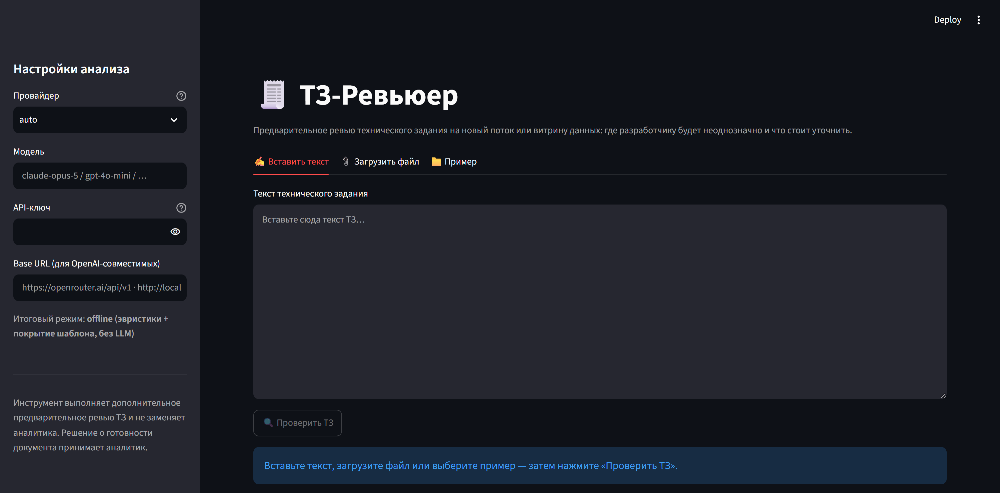 Deploy
Настройки анализа
Провайдер
auto
Модель
claude-opus-5 / gpt-4o-mini / …
API-ключ
Base URL (для OpenAI-совместимых)
https://openrouter.ai/api/v1 · http://local
Итоговый режим: offline (эвристики +
покрытие шаблона, без LLM)
Инструмент выполняет дополнительное
предварительное ревью ТЗ и не заменяет
аналитика. Решение о готовности
документа принимает аналитик.
ТЗ-Ревьюер
Предварительное ревью технического задания на новый поток или витрину данных: где разработчику будет неоднозначно и что стоит уточнить.
Вставить текст
Загрузить файл
Пример
Текст технического задания
Вставьте сюда текст ТЗ…
Проверить ТЗ
Вставьте текст, загрузите файл или выберите пример — затем нажмите «Проверить ТЗ».